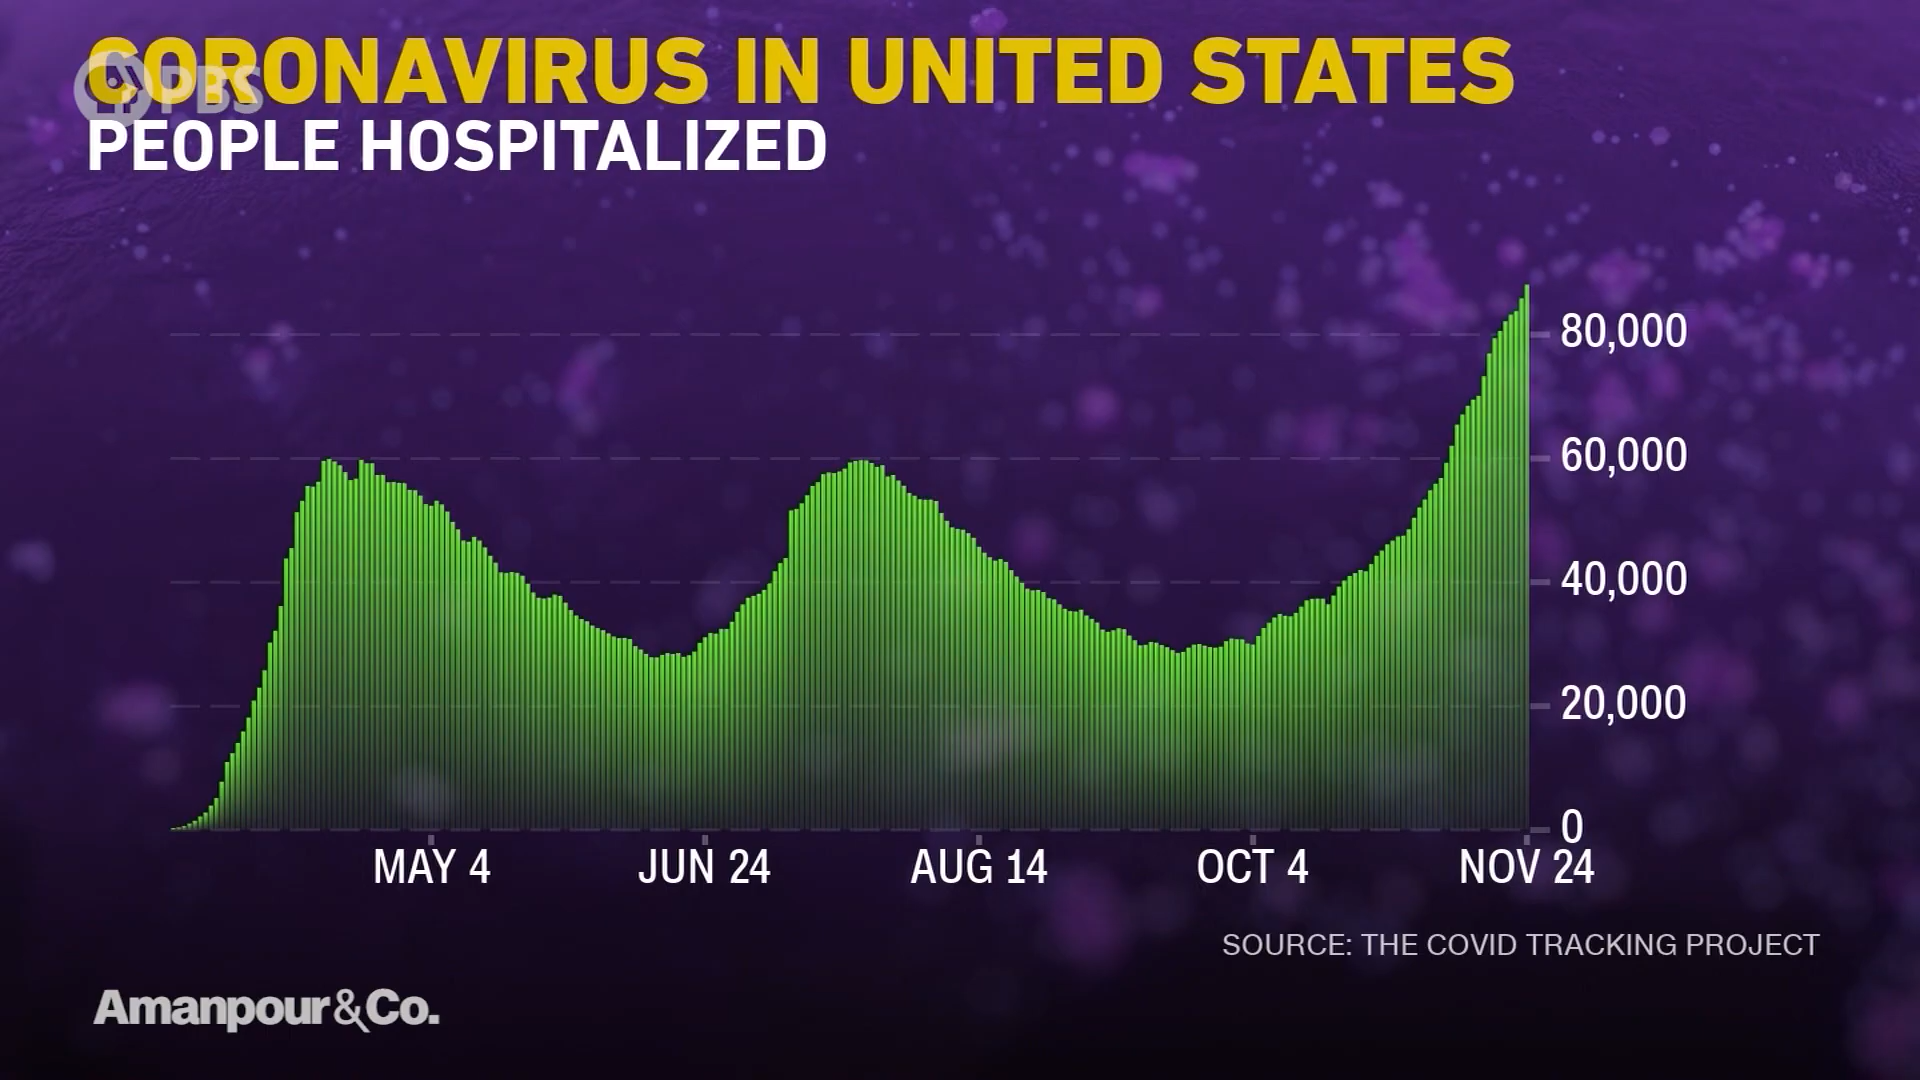 CORONAVIRUS IN UNITED STATES
PBS
PEOPLE HOSPITALIZED
80,000
60,000
40,000
20,000
0
MAY 4 JUN 24 AUG 14 OCT 4 NOV 24
SOURCE: THE COVID TRACKING PROJECT
Amanpour&Co.